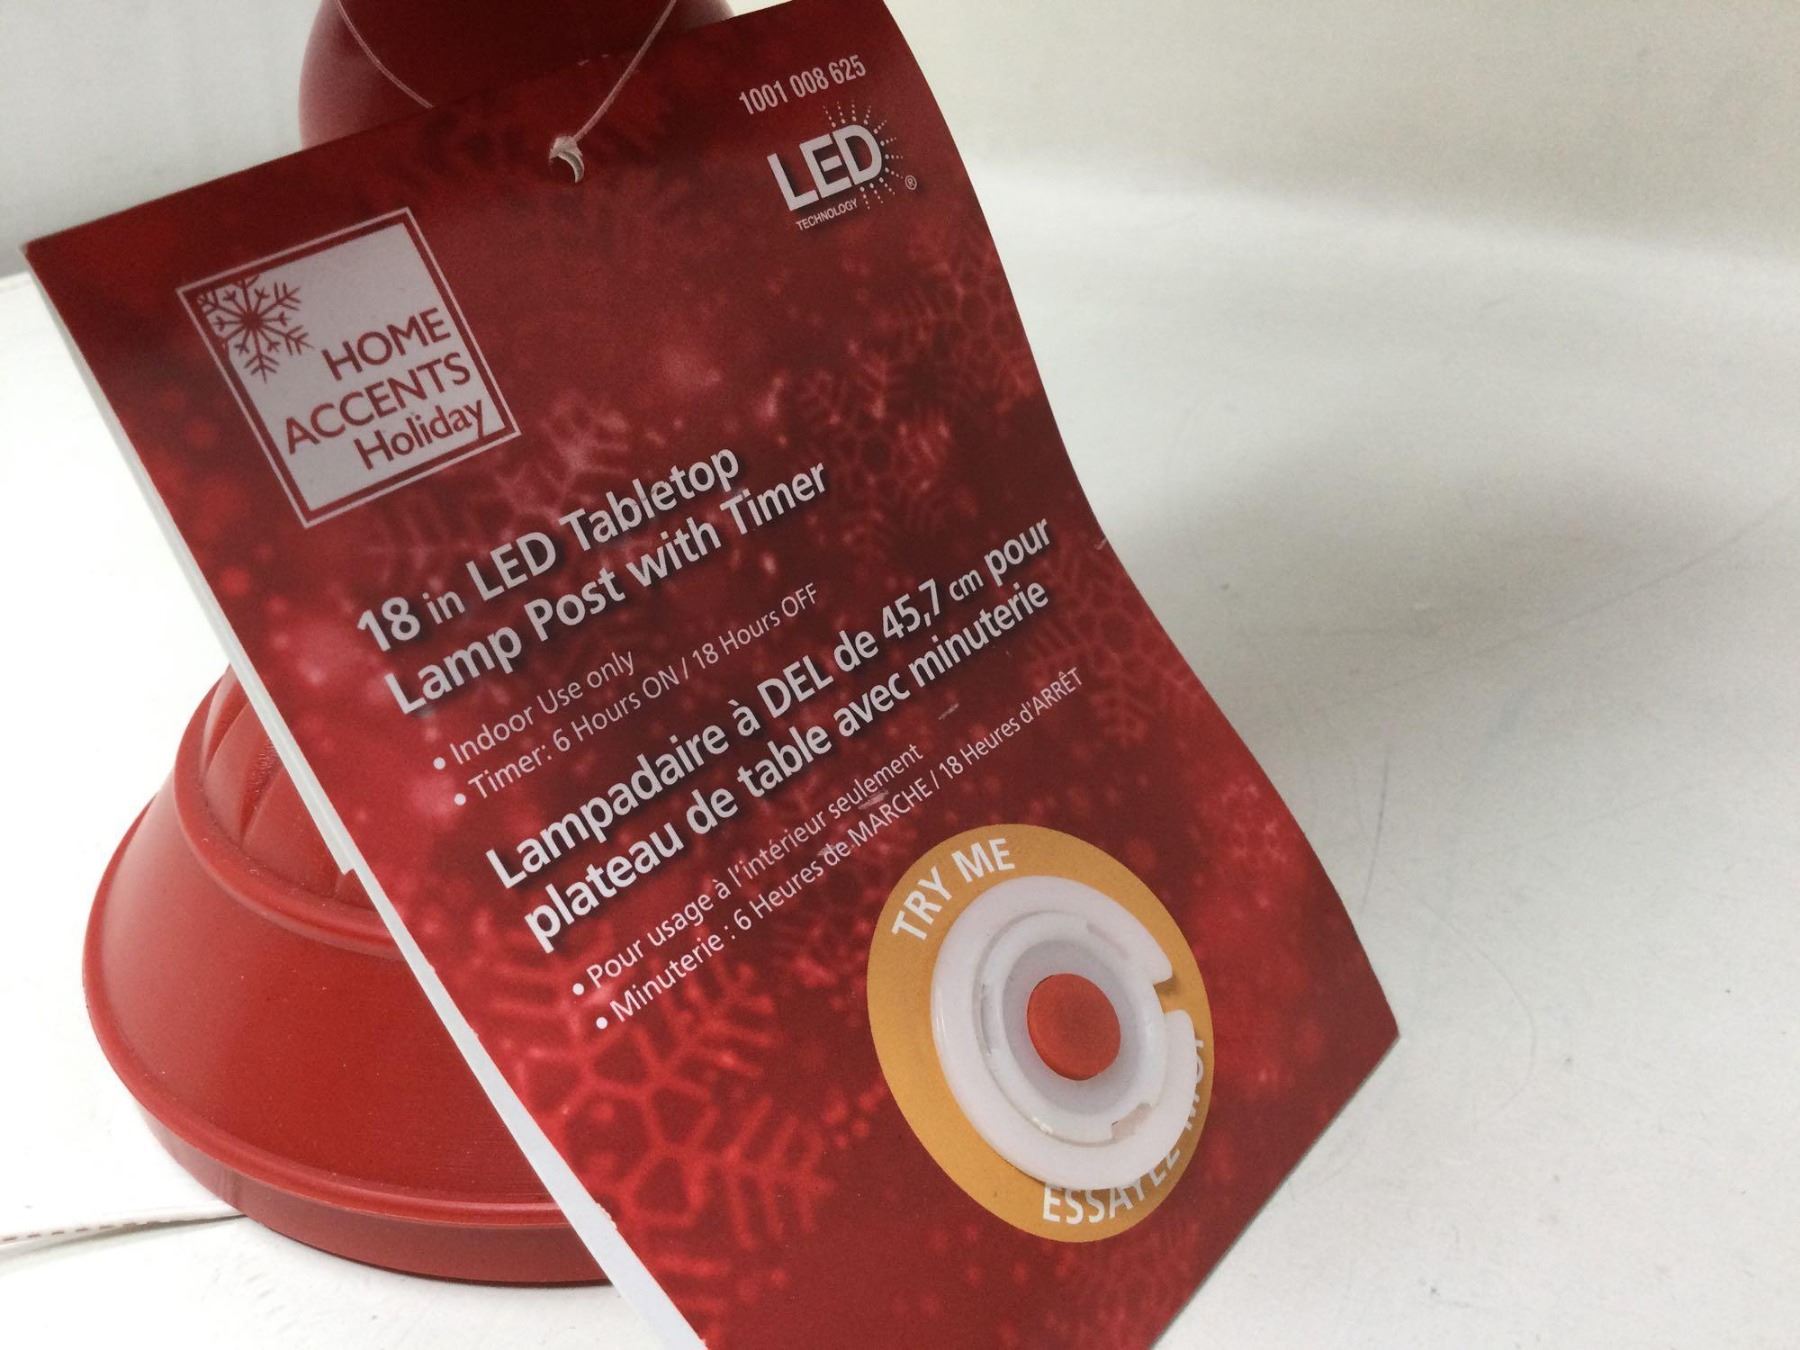 1001 008 625
LED®
TECHNOLOGY
HOME
ACCENTS
Holiday
18 in LED Tabletop
Lamp Post with Timer
• Indoor Use only
• Timer: 6 Hours ON / 18 Hours OFF
Lampadaire à DEL de 45,7 cm pour
plateau de table avec minuterie
• Pour usage à l'intérieur seulement
• Minuterie : 6 Heures de MARCHE / 18 Heures d'ARRÊT
TRY ME